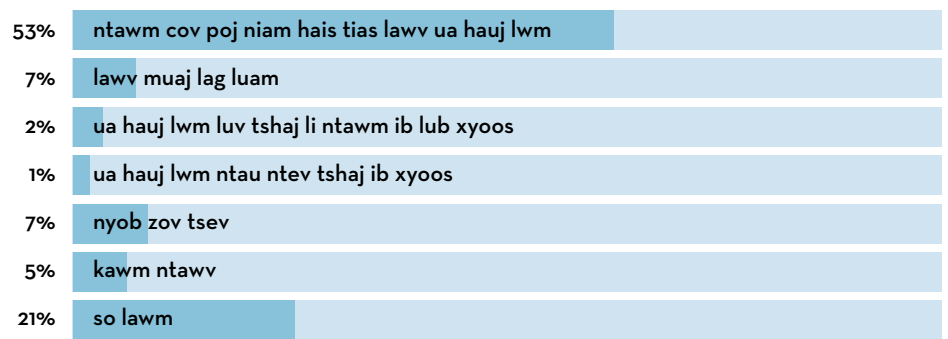 53% ntawm cov poj niam hais tias lawv ua hauj lwm
7% lawv muaj lag luam
2% ua hauj lwm luv tshaj li ntawm ib lub xyoos
1% ua hauj lwm ntau ntev tshaj ib xyoos
7% nyob zov tsev
5% kawm ntawv
21% so lawm